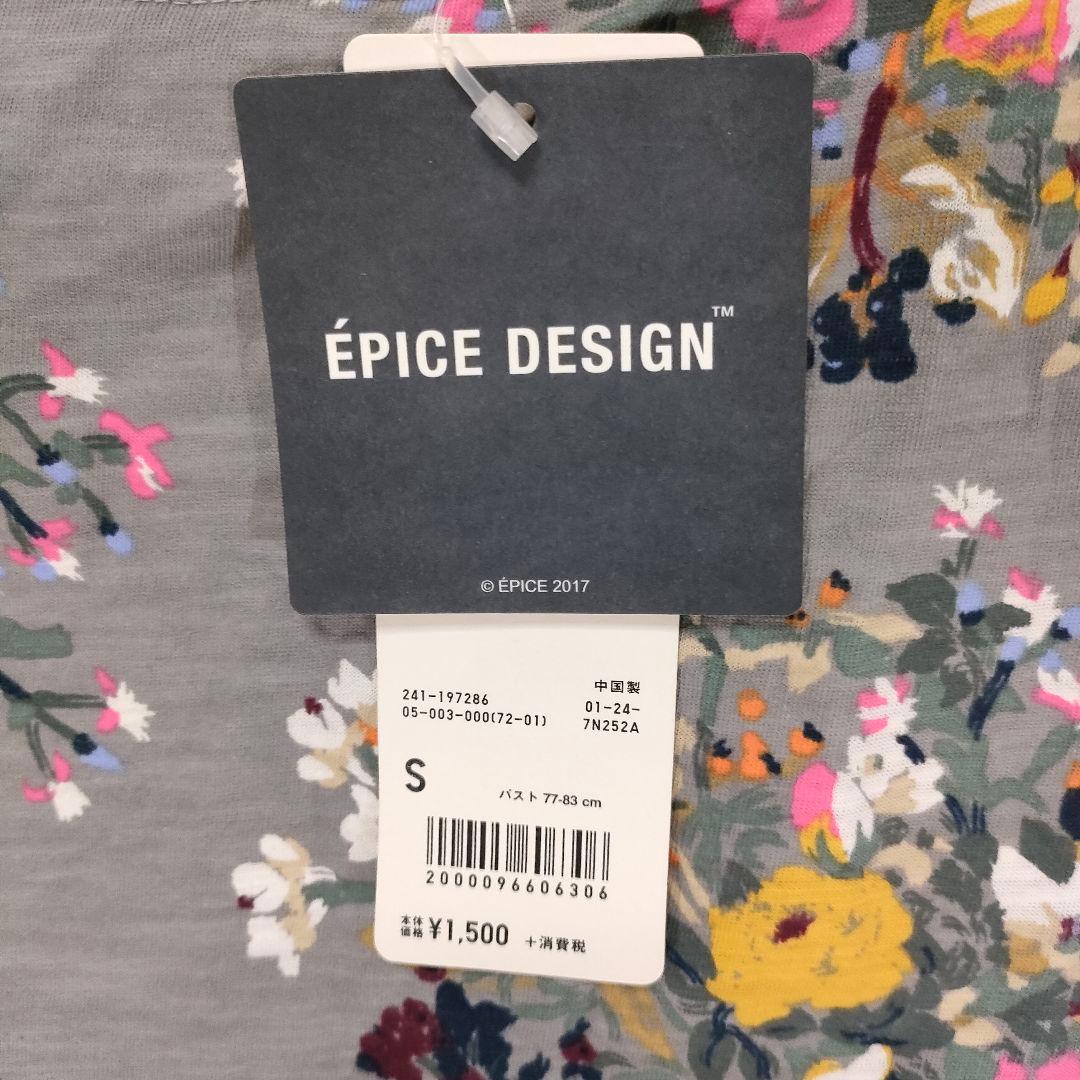 ÉPICE DESIGN™
© ÉPICE 2017
中国製
241-197286 01-24-
05-003-000(72-01) 7N252A
S
バスト 77-83 cm
2000096606306
本体価格 ¥1,500 +消費税